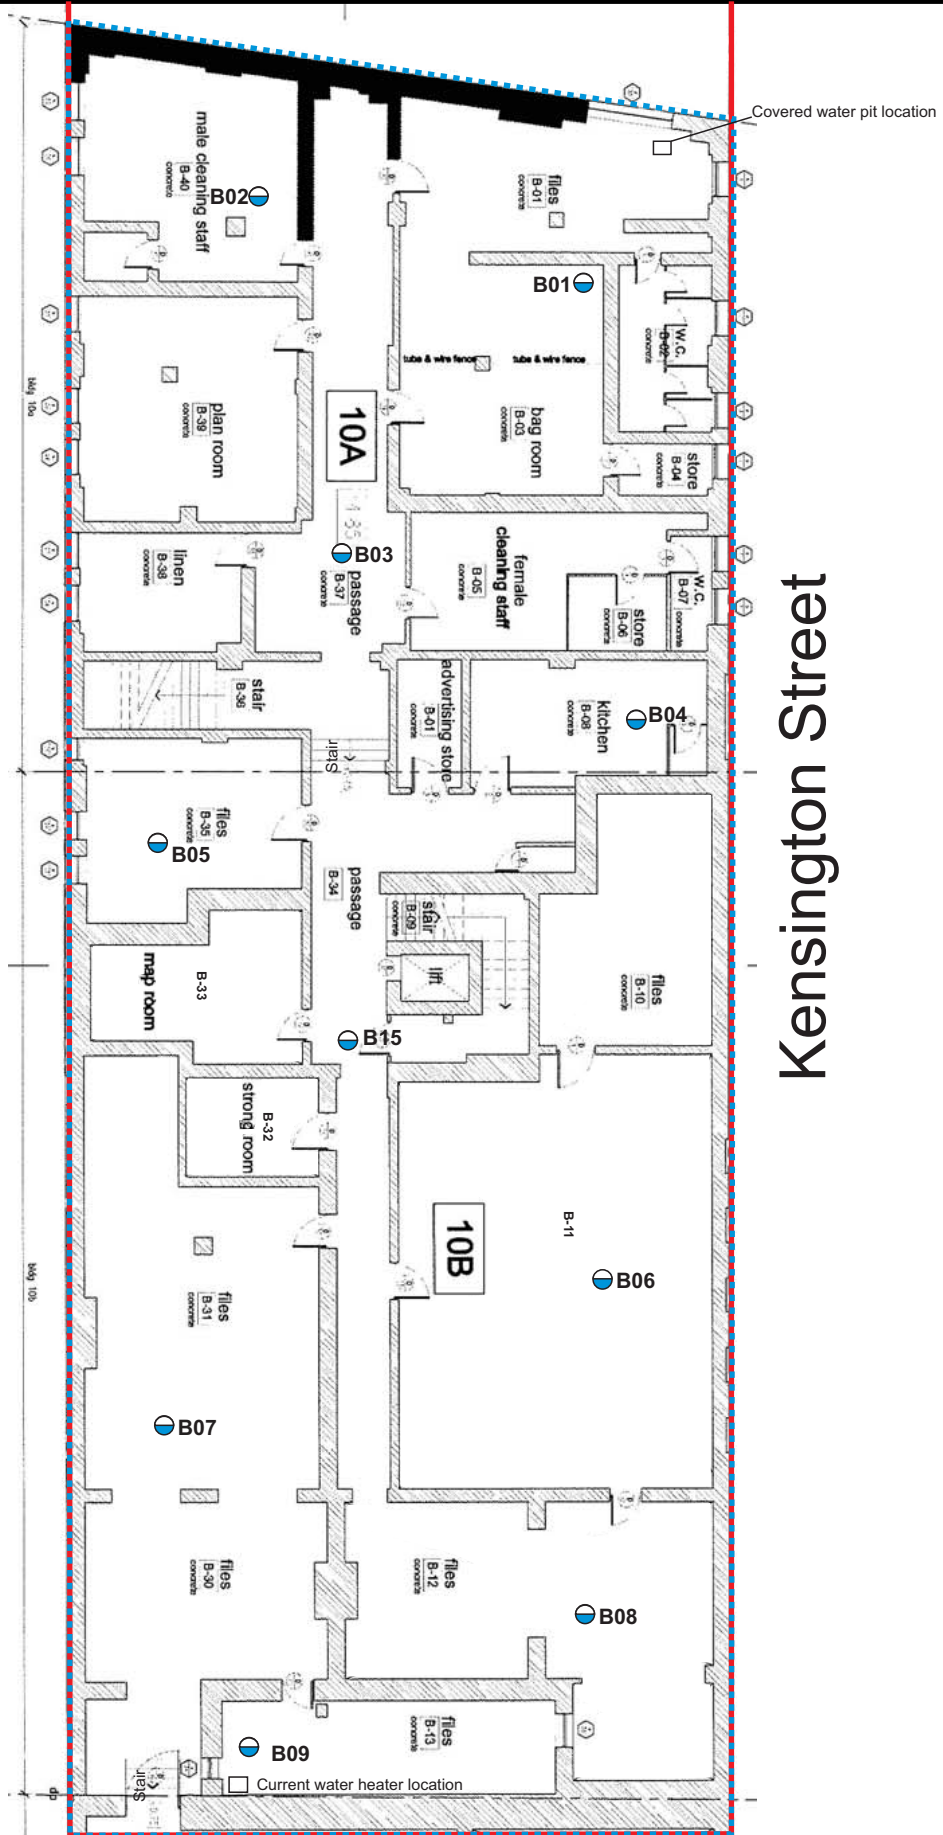 Covered water pit location
male cleaning staff
B-40
concrete
B02
files
B-01
concrete
B01
W.C.
B-02
concrete
tube & wire fence
tube & wire fence
plan room
B-39
concrete
10A
bag room
B-03
concrete
store
B-04
concrete
bldg 10a
linen
B-38
concrete
B03
passage
B-37
concrete
female
cleaning staff
B-05
concrete
store
B-06
concrete
W.C.
B-07
concrete
stair
B-36
Stair
advertising store
B-01
concrete
kitchen
B-08
concrete
B04
Kensington Street
files
B-35
concrete
B05
passage
B-34
stair
B-09
concrete
lift
files
B-10
concrete
map room
B-33
B15
strong room
B-32
10B
B-11
B06
files
B-31
concrete
bldg 10b
B07
files
B-30
concrete
files
B-12
concrete
B08
files
B-13
concrete
B09
Stair
Current water heater location